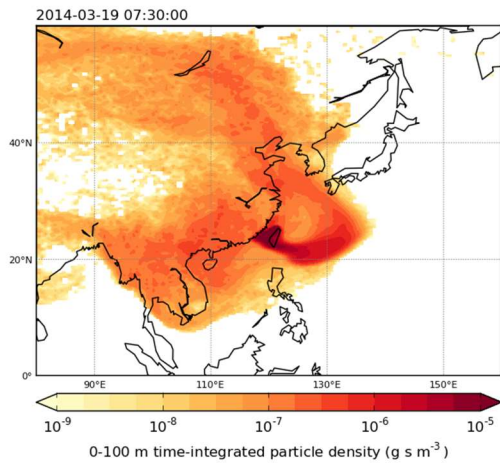 2014-03-19 07:30:00
40°N
20°N
0°
90°E 110°E 130°E 150°E
10⁻⁹ 10⁻⁸ 10⁻⁷ 10⁻⁶ 10⁻⁵
0-100 m time-integrated particle density (g s m⁻³)